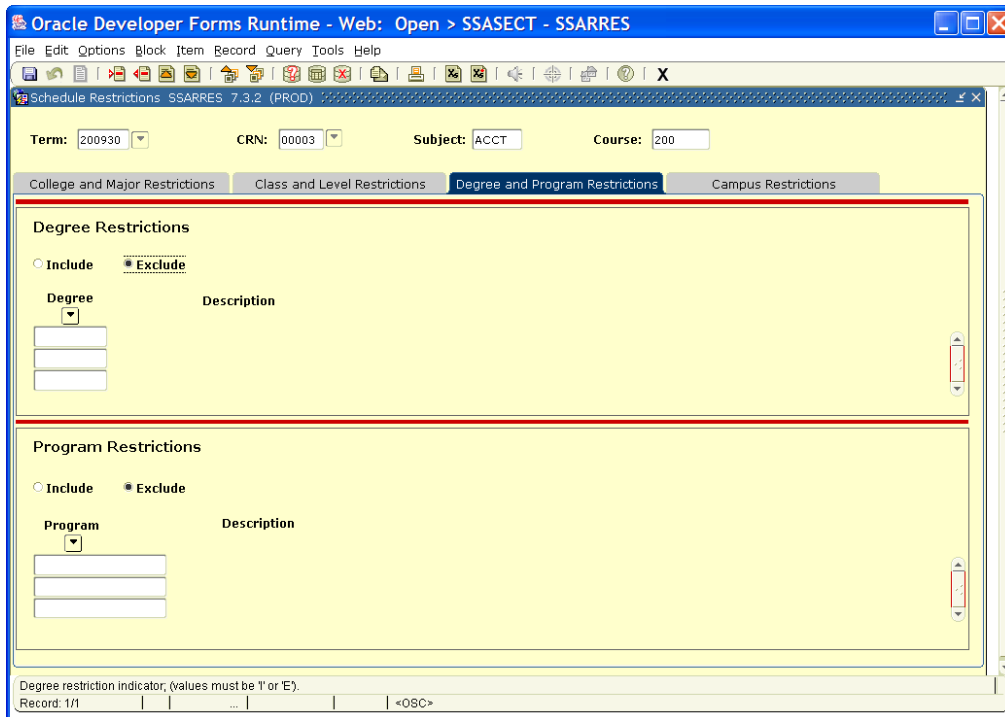 Oracle Developer Forms Runtime - Web: Open > SSASECT - SSARRES
File Edit Options Block Item Record Query Tools Help
X
Schedule Restrictions SSARRES 7.3.2 (PROD)
Term: 200930 CRN: 00003 Subject: ACCT Course: 200
College and Major Restrictions Class and Level Restrictions Degree and Program Restrictions Campus Restrictions
Degree Restrictions
Include Exclude
Degree Description
Program Restrictions
Include Exclude
Program Description
Degree restriction indicator; (values must be 'I' or 'E').
Record: 1/1 ... <OSC>